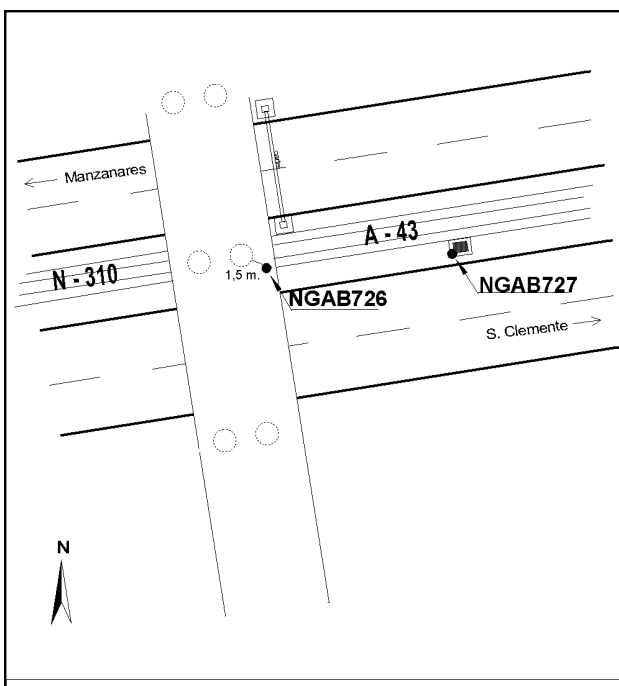 Manzanares
A - 43
N - 310
1,5 m.
NGAB726
NGAB727
S. Clemente
N